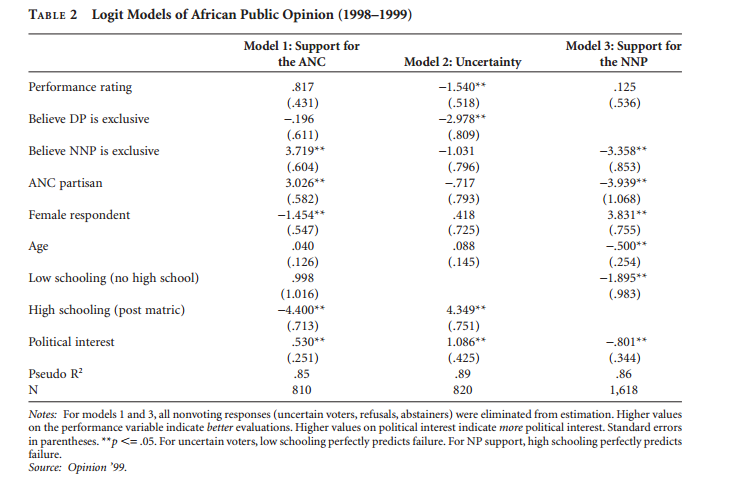 TABLE 2 Logit Models of African Public Opinion (1998–1999)
Model 1: Support for the ANC Model 2: Uncertainty Model 3: Support for the NNP
Performance rating .817 −1.540** .125
(.431) (.518) (.536)
Believe DP is exclusive −.196 −2.978**
(.611) (.809)
Believe NNP is exclusive 3.719** −1.031 −3.358**
(.604) (.796) (.853)
ANC partisan 3.026** −.717 −3.939**
(.582) (.793) (1.068)
Female respondent −1.454** .418 3.831**
(.547) (.725) (.755)
Age .040 .088 −.500**
(.126) (.145) (.254)
Low schooling (no high school) .998 −1.895**
(1.016) (.983)
High schooling (post matric) −4.400** 4.349**
(.713) (.751)
Political interest .530** 1.086** −.801**
(.251) (.425) (.344)
Pseudo R² .85 .89 .86
N 810 820 1,618
Notes: For models 1 and 3, all nonvoting responses (uncertain voters, refusals, abstainers) were eliminated from estimation. Higher values
on the performance variable indicate better evaluations. Higher values on political interest indicate more political interest. Standard errors
in parentheses. **p <= .05. For uncertain voters, low schooling perfectly predicts failure. For NP support, high schooling perfectly predicts
failure.
Source: Opinion '99.